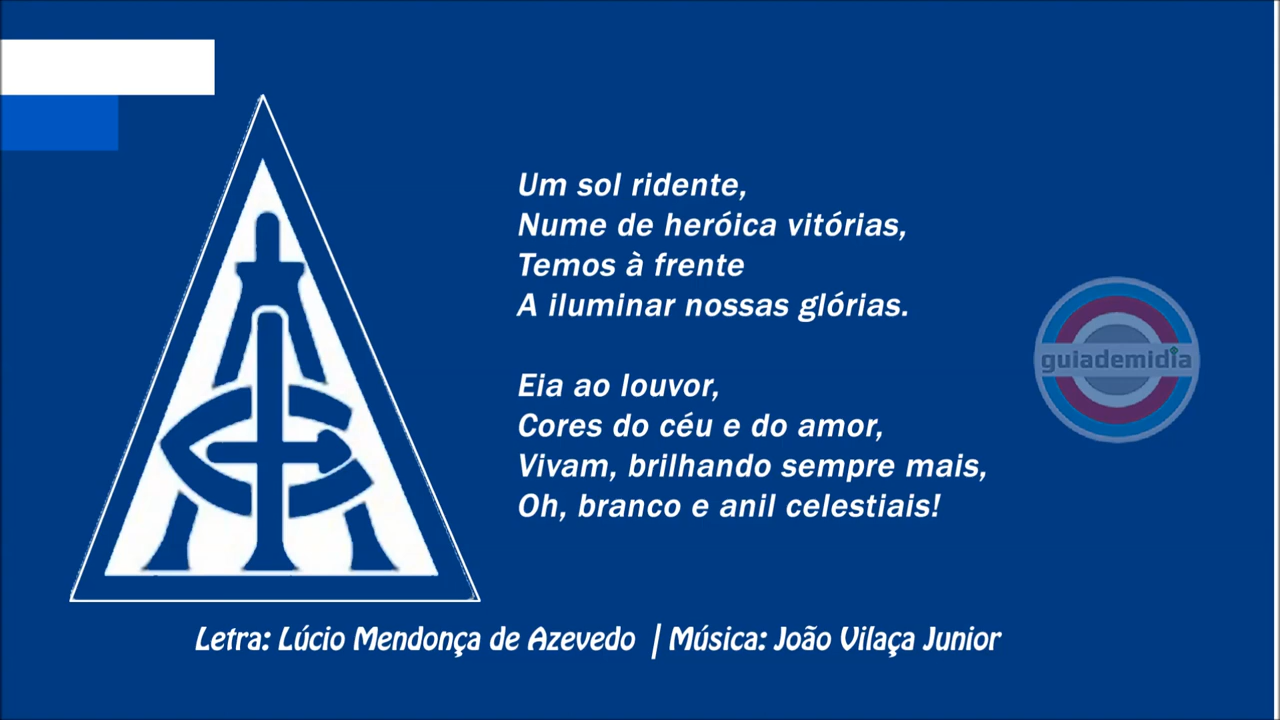 Um sol ridente,
Nume de heróica vitórias,
Temos à frente
A iluminar nossas glórias.
Eia ao louvor,
Cores do céu e do amor,
Vivam, brilhando sempre mais,
Oh, branco e anil celestiais!
guiademidia
Letra: Lúcio Mendonça de Azevedo | Música: João Vilaça Junior